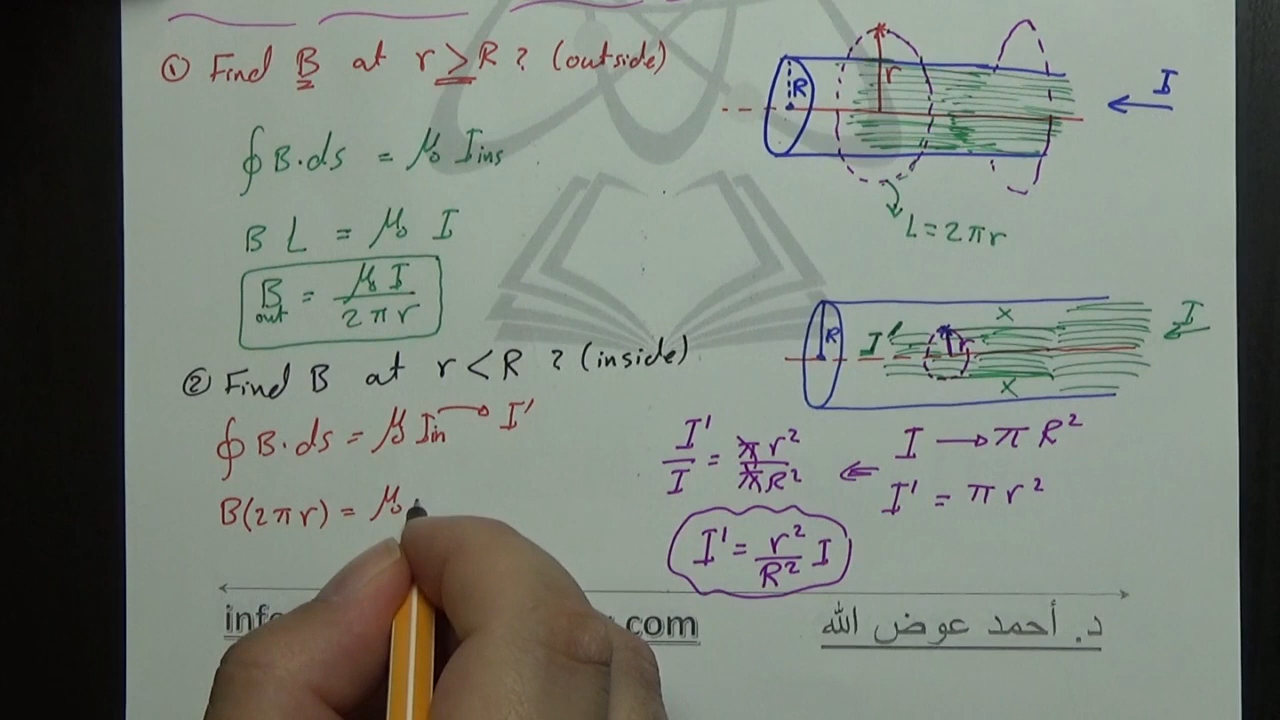 ① Find B at r ≥ R ? (outside)
∮ B·ds = μ₀ I_ins
B L = μ₀ I
B_out = μ₀ I / 2πr
R
r
I
L = 2πr
② Find B at r < R ? (inside)
∮ B·ds = μ₀ I_in → I'
B(2πr) = μ₀
R
I'
r
x
x
I
I → πR²
I' = πr²
I'/I = πr²/πR² ⇐
I' = r²/R² I
com
د. أحمد عوض الله